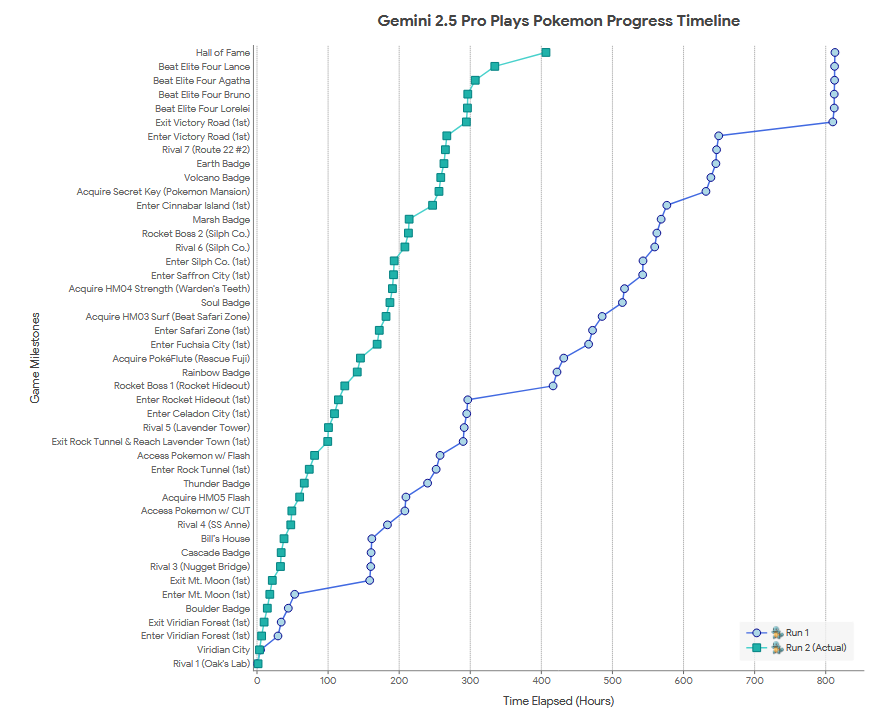 Gemini 2.5 Pro Plays Pokemon Progress Timeline
Game Milestones
Hall of Fame
Beat Elite Four Lance
Beat Elite Four Agatha
Beat Elite Four Bruno
Beat Elite Four Lorelei
Exit Victory Road (1st)
Enter Victory Road (1st)
Rival 7 (Route 22 #2)
Earth Badge
Volcano Badge
Acquire Secret Key (Pokemon Mansion)
Enter Cinnabar Island (1st)
Marsh Badge
Rocket Boss 2 (Silph Co.)
Rival 6 (Silph Co.)
Enter Silph Co. (1st)
Enter Saffron City (1st)
Acquire HM04 Strength (Warden's Teeth)
Soul Badge
Acquire HM03 Surf (Beat Safari Zone)
Enter Safari Zone (1st)
Enter Fuchsia City (1st)
Acquire PokéFlute (Rescue Fuji)
Rainbow Badge
Rocket Boss 1 (Rocket Hideout)
Enter Rocket Hideout (1st)
Enter Celadon City (1st)
Rival 5 (Lavender Tower)
Exit Rock Tunnel & Reach Lavender Town (1st)
Access Pokemon w/ Flash
Enter Rock Tunnel (1st)
Thunder Badge
Acquire HM05 Flash
Access Pokemon w/ CUT
Rival 4 (SS Anne)
Bill's House
Cascade Badge
Rival 3 (Nugget Bridge)
Exit Mt. Moon (1st)
Enter Mt. Moon (1st)
Boulder Badge
Exit Viridian Forest (1st)
Enter Viridian Forest (1st)
Viridian City
Rival 1 (Oak's Lab)
Run 1
Run 2 (Actual)
0 100 200 300 400 500 600 700 800
Time Elapsed (Hours)